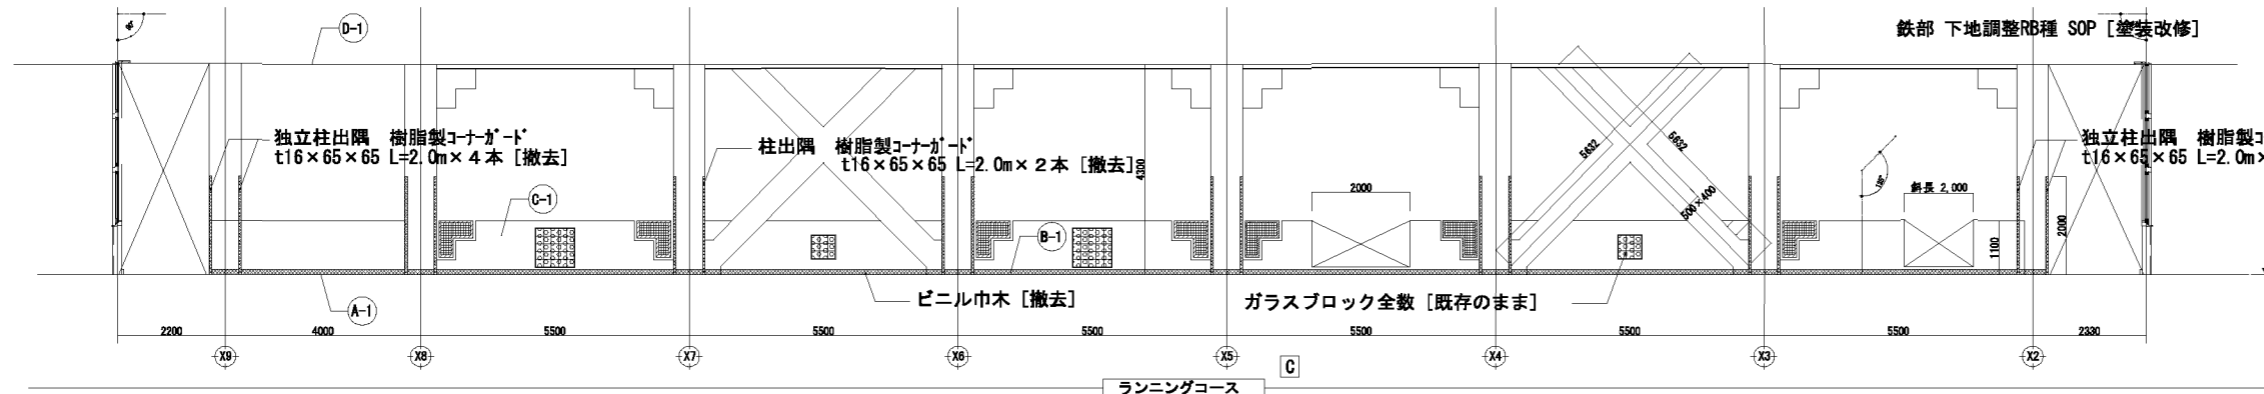 鉄部 下地調整RB種 SOP [塗装改修]
D-1
独立柱出隅 樹脂製ｺｰﾅｰｶﾞｰﾄﾞ
t16×65×65 L=2.0m×4本 [撤去]
柱出隅 樹脂製ｺｰﾅｰｶﾞｰﾄﾞ
t16×65×65 L=2.0m×2本 [撤去]
4300
5632
5632
500×400
独立柱出隅 樹脂製ｺ
t16×65×65 L=2.0m×
C-1
2000
斜長 2,000
B-1
1100
2000
A-1
ビニル巾木 [撤去]
ガラスブロック全数 [既存のまま]
2200 4000 5500 5500 5500 5500 5500 5500 2330
X9 X8 X7 X6 X5 X4 X3 X2
C
ランニングコース